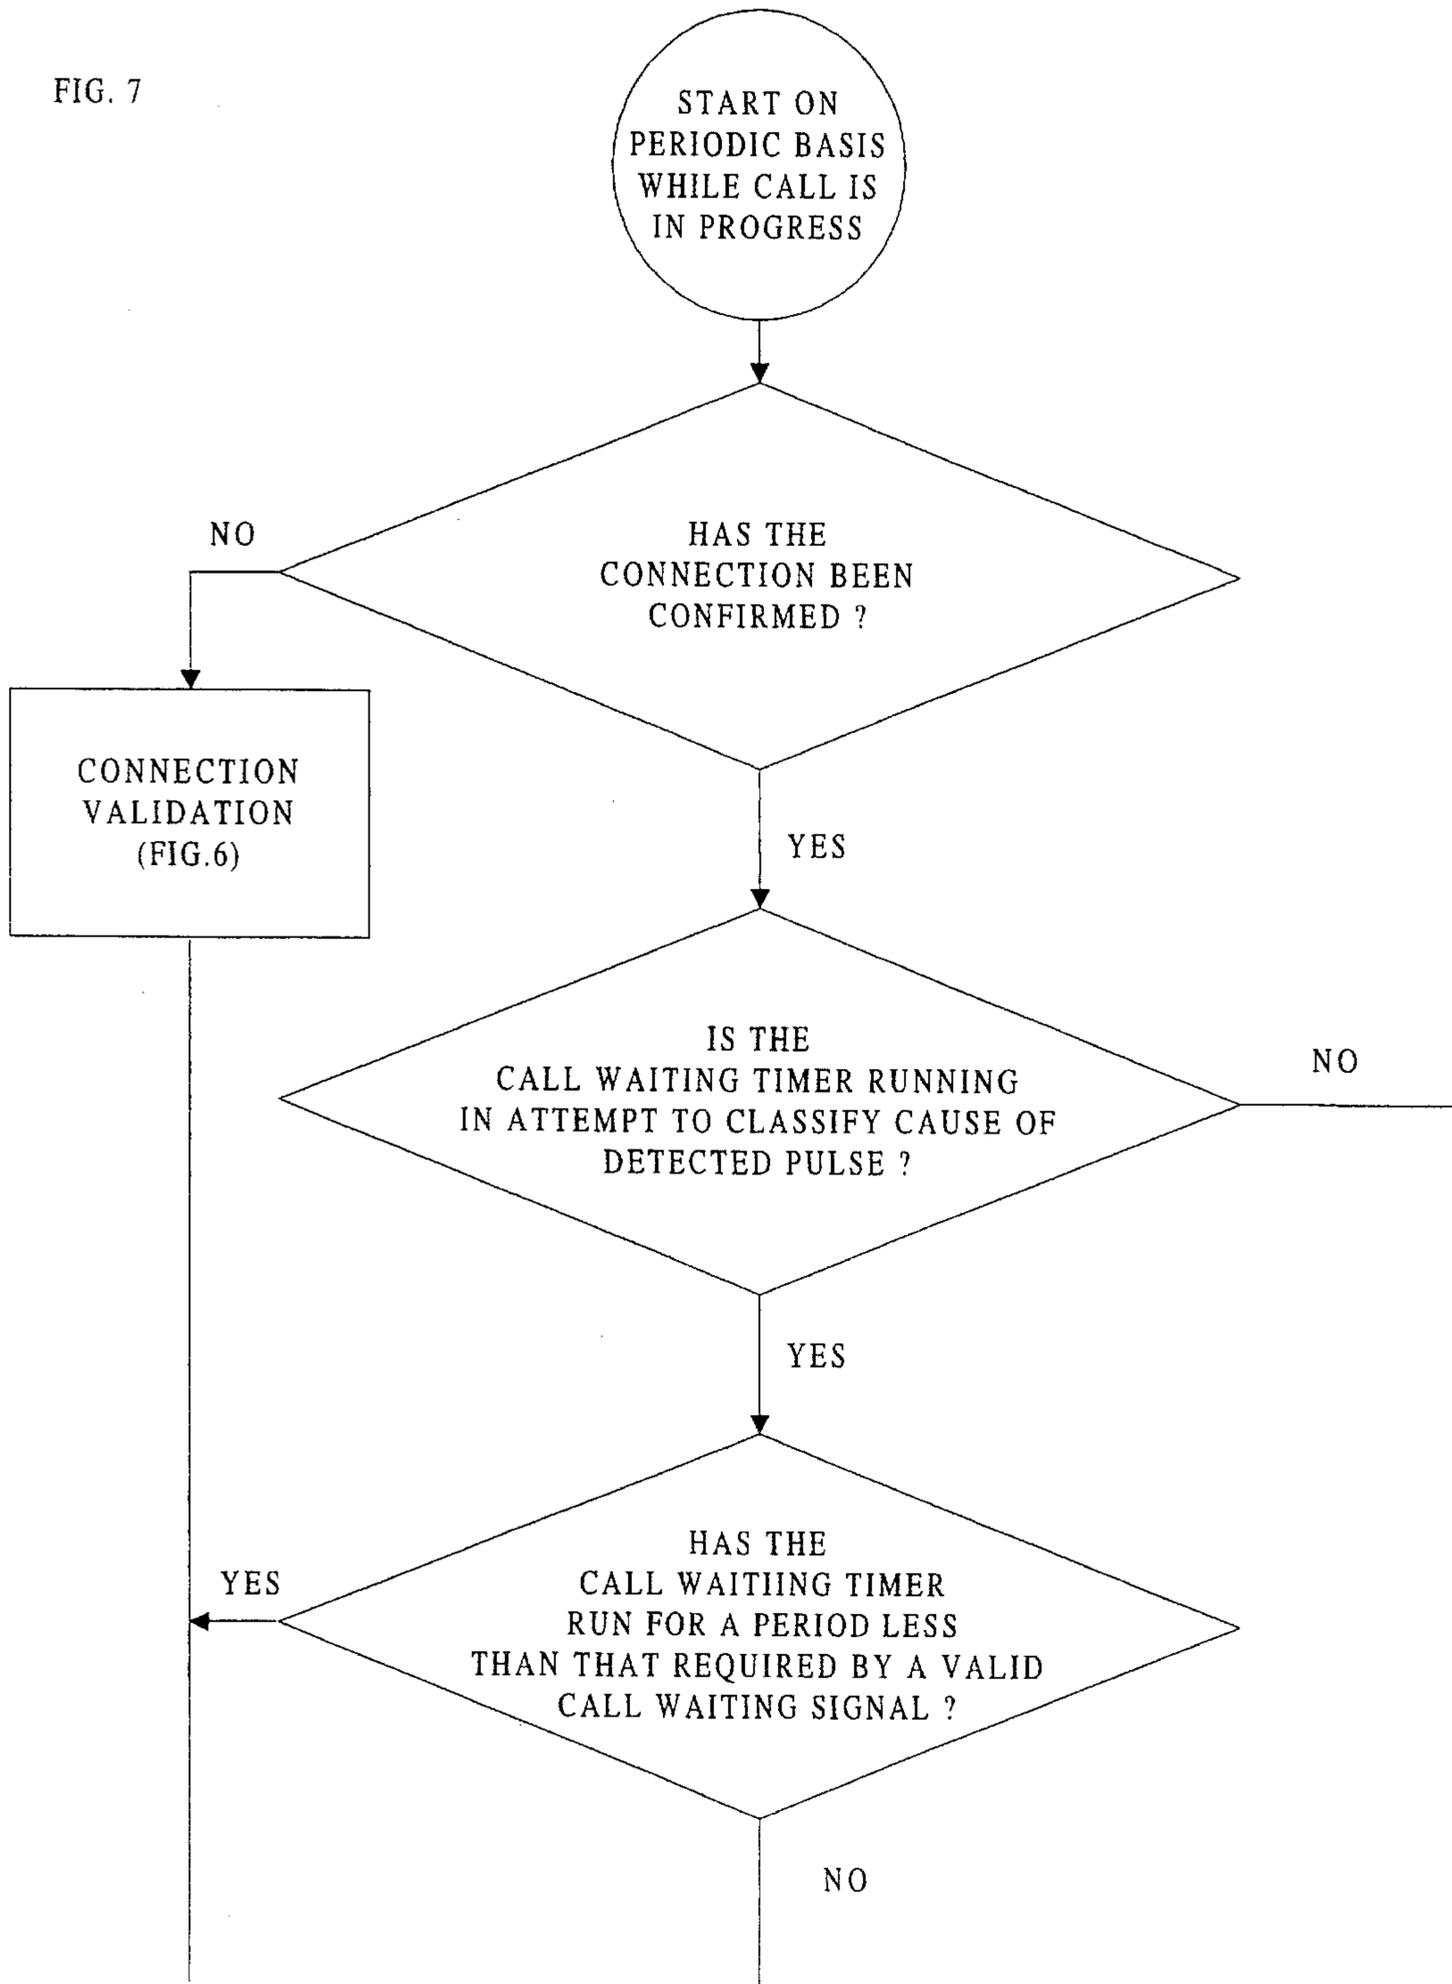 FIG. 7
START ON
PERIODIC BASIS
WHILE CALL IS
IN PROGRESS
NO
HAS THE
CONNECTION BEEN
CONFIRMED ?
CONNECTION
VALIDATION
(FIG.6)
YES
IS THE
CALL WAITING TIMER RUNNING
IN ATTEMPT TO CLASSIFY CAUSE OF
DETECTED PULSE ?
NO
YES
HAS THE
CALL WAITIING TIMER
RUN FOR A PERIOD LESS
THAN THAT REQUIRED BY A VALID
CALL WAITING SIGNAL ?
YES
NO